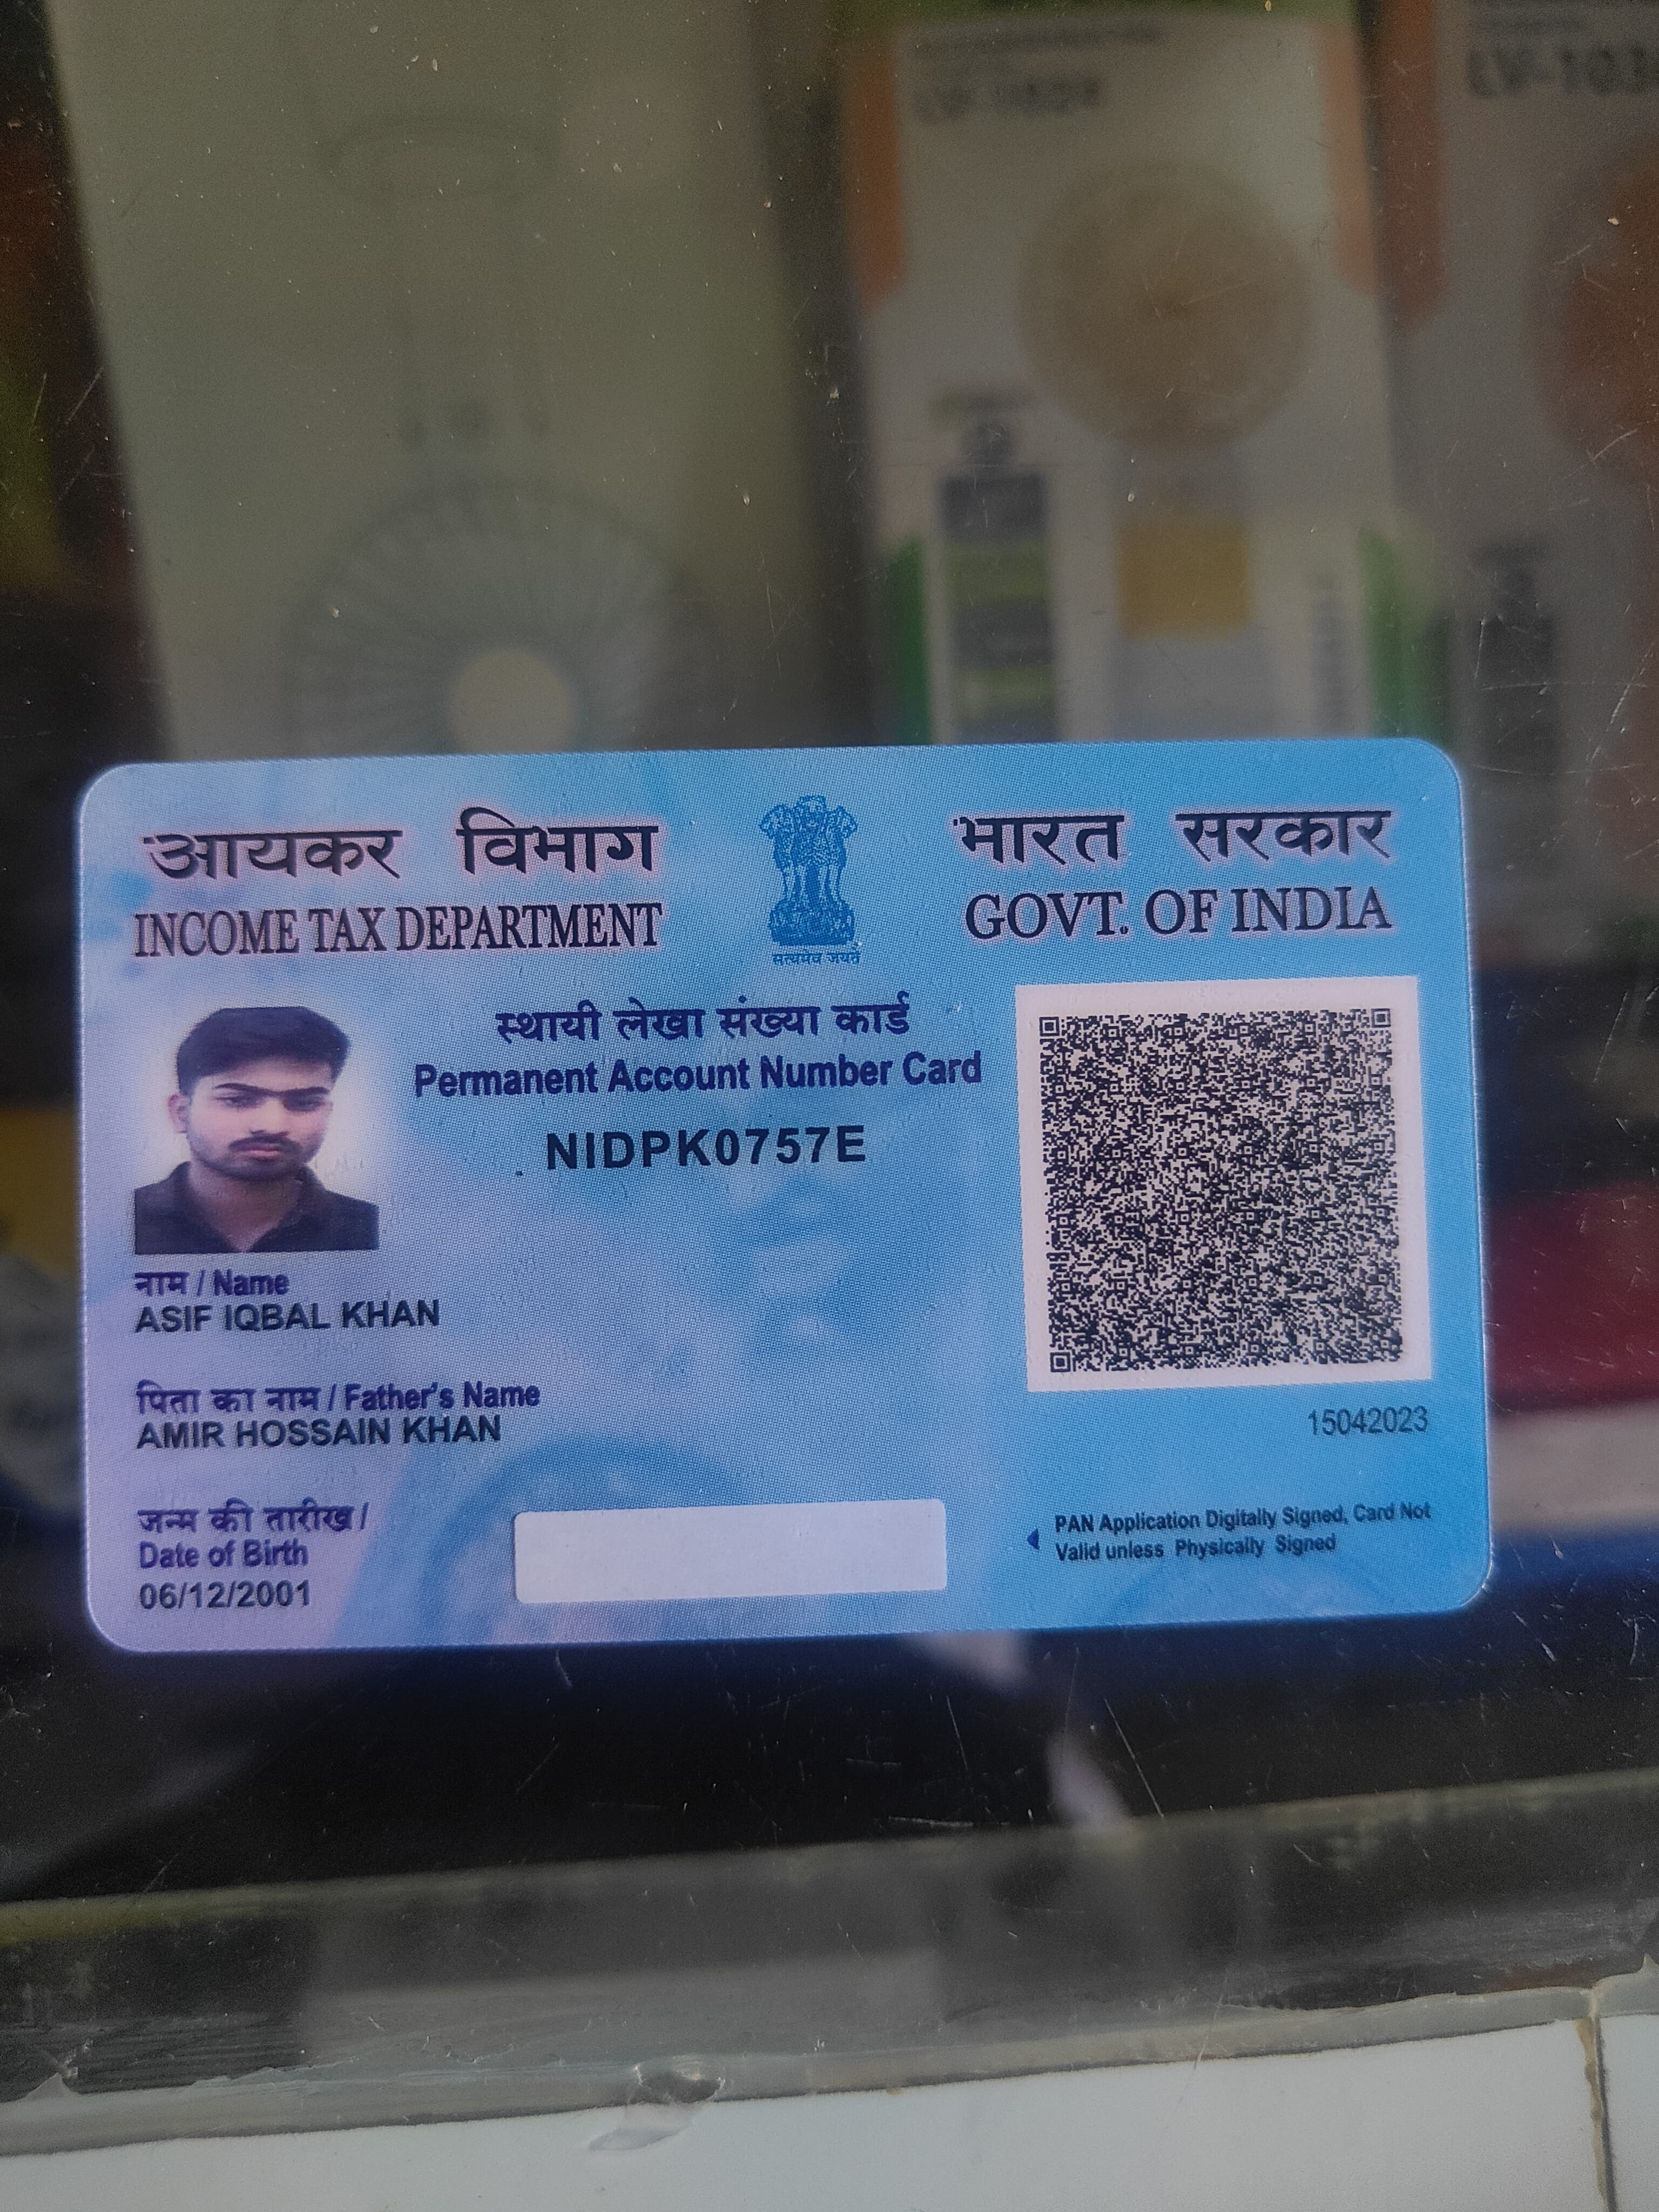 आयकर विभाग
INCOME TAX DEPARTMENT
सत्यमेव जयते
भारत सरकार
GOVT. OF INDIA
स्थायी लेखा संख्या कार्ड
Permanent Account Number Card
NIDPK0757E
नाम / Name
ASIF IQBAL KHAN
पिता का नाम / Father's Name
AMIR HOSSAIN KHAN
जन्म की तारीख /
Date of Birth
06/12/2001
15042023
PAN Application Digitally Signed, Card Not
Valid unless Physically Signed